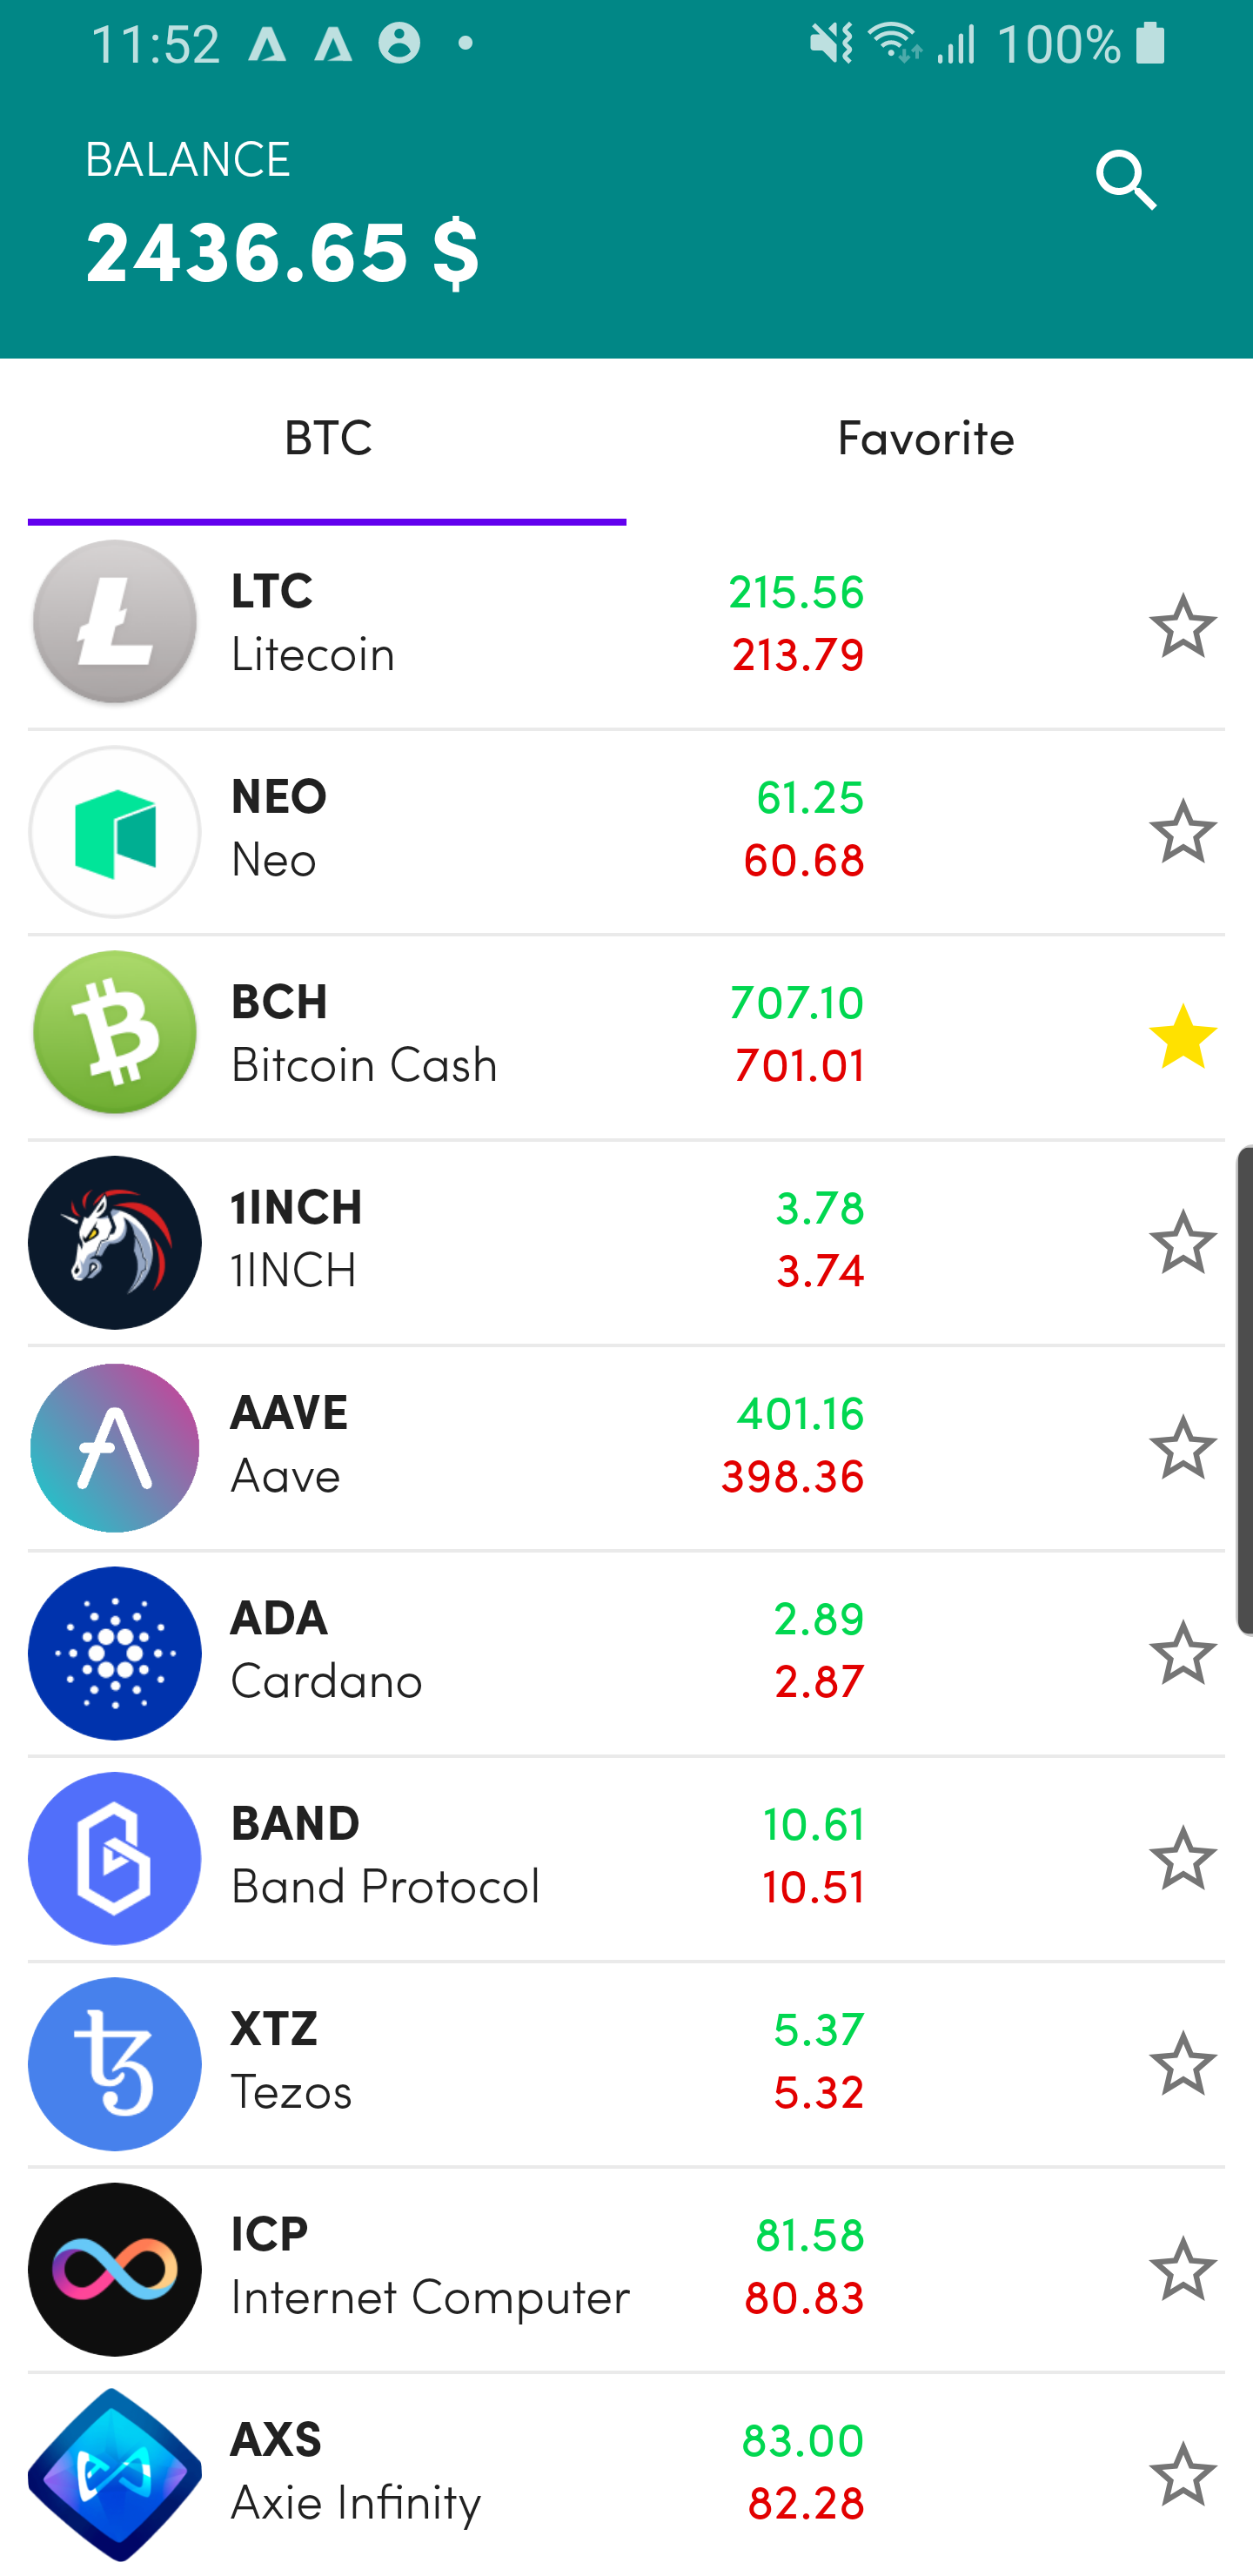 11:52
100%
BALANCE
2436.65 $
BTC
Favorite
LTC
215.56
Litecoin
213.79
NEO
61.25
Neo
60.68
BCH
707.10
Bitcoin Cash
701.01
1INCH
3.78
1INCH
3.74
AAVE
401.16
Aave
398.36
ADA
2.89
Cardano
2.87
BAND
10.61
Band Protocol
10.51
XTZ
5.37
Tezos
5.32
ICP
81.58
Internet Computer
80.83
AXS
83.00
Axie Infinity
82.28